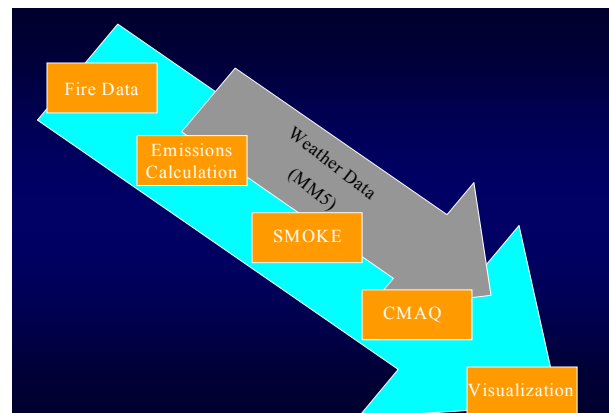 Fire Data
Emissions
Calculation
Weather Data
(MM5)
SMOKE
CMAQ
Visualization